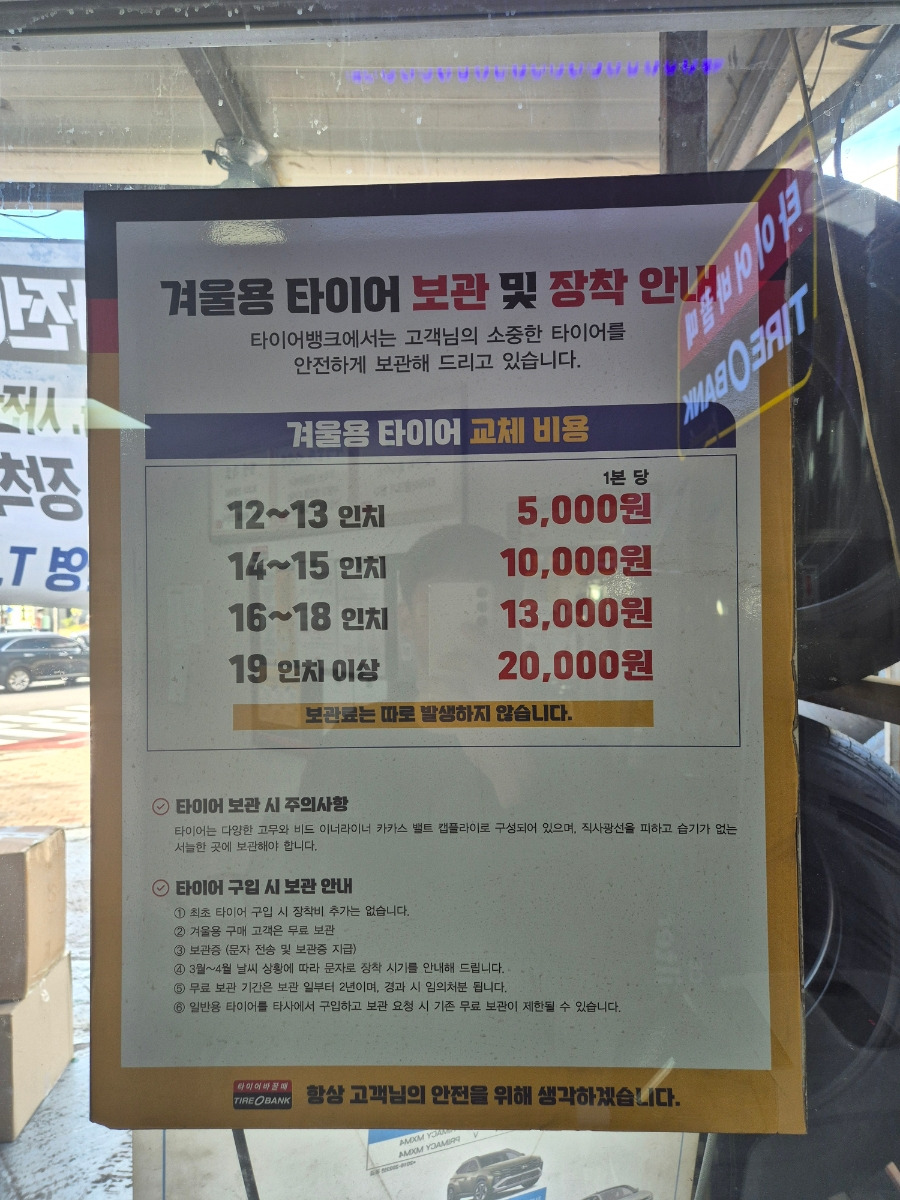 겨울용 타이어 보관 및 장착 안내
타이어뱅크에서는 고객님의 소중한 타이어를
안전하게 보관해 드리고 있습니다.
겨울용 타이어 교체 비용
1본 당
12~13 인치 5,000원
14~15 인치 10,000원
16~18 인치 13,000원
19 인치 이상 20,000원
보관료는 따로 발생하지 않습니다.
타이어 보관 시 주의사항
타이어는 다양한 고무와 비드 이너라이너 카카스 밸트 캡플라이로 구성되어 있으며, 직사광선을 피하고 습기가 없는
서늘한 곳에 보관해야 합니다.
타이어 구입 시 보관 안내
① 최초 타이어 구입 시 장착비 추가는 없습니다.
② 겨울용 구매 고객은 무료 보관
③ 보관증 (문자 전송 및 보관증 지급)
④ 3월~4월 날씨 상황에 따라 문자로 장착 시기를 안내해 드립니다.
⑤ 무료 보관 기간은 보관 일부터 2년이며, 경과 시 임의처분 됩니다.
⑥ 일반용 타이어를 타사에서 구입하고 보관 요청 시 기존 무료 보관이 제한될 수 있습니다.
타이어바꿀때
TIREBANK
항상 고객님의 안전을 위해 생각하겠습니다.
타이어바꿀때
TIREBANK
PRIMACY MXM4
PRIMACY MXM4